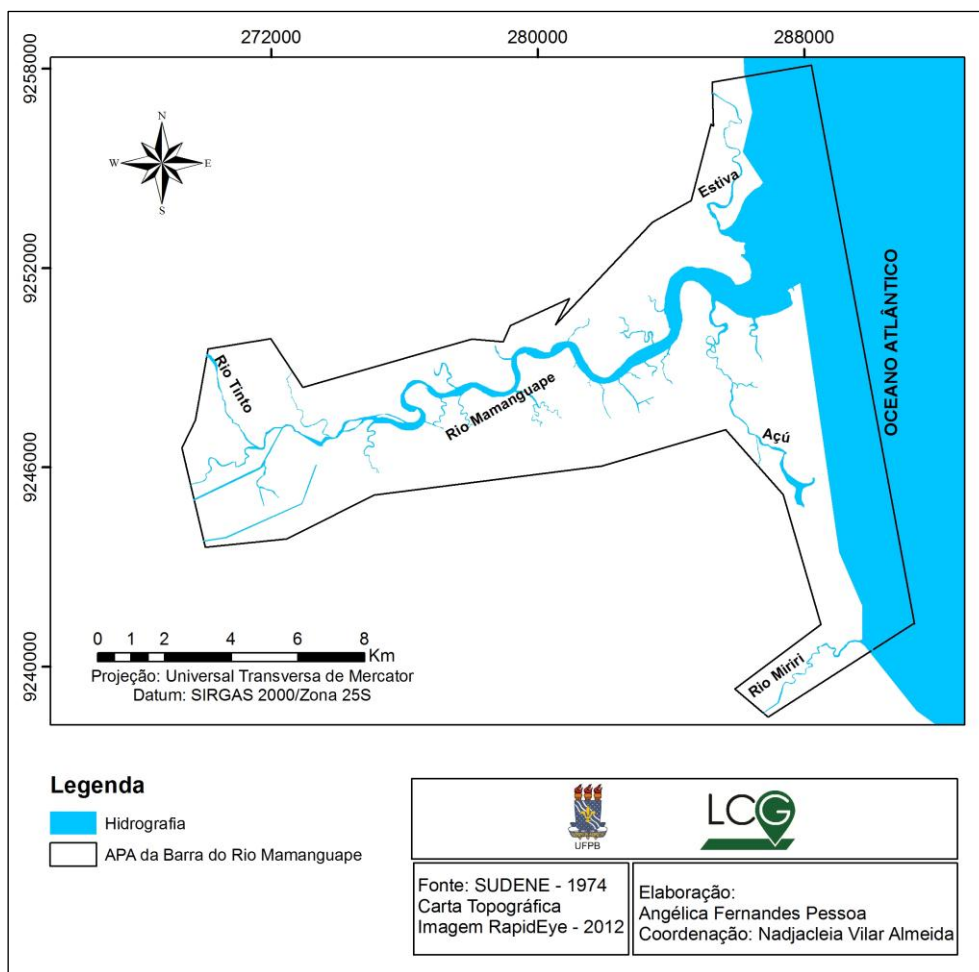 272000
280000
288000
9258000
9252000
9246000
9240000
N
W
E
S
Estiva
OCEANO ATLÂNTICO
Rio Tinto
Rio Mamanguape
Açú
Rio Miriri
0 1 2 4 6 8
Km
Projeção: Universal Transversa de Mercator
Datum: SIRGAS 2000/Zona 25S
Legenda
Hidrografia
APA da Barra do Rio Mamanguape
UFPB
LCG
Fonte: SUDENE - 1974
Carta Topográfica
Imagem RapidEye - 2012
Elaboração:
Angélica Fernandes Pessoa
Coordenação: Nadjacleia Vilar Almeida